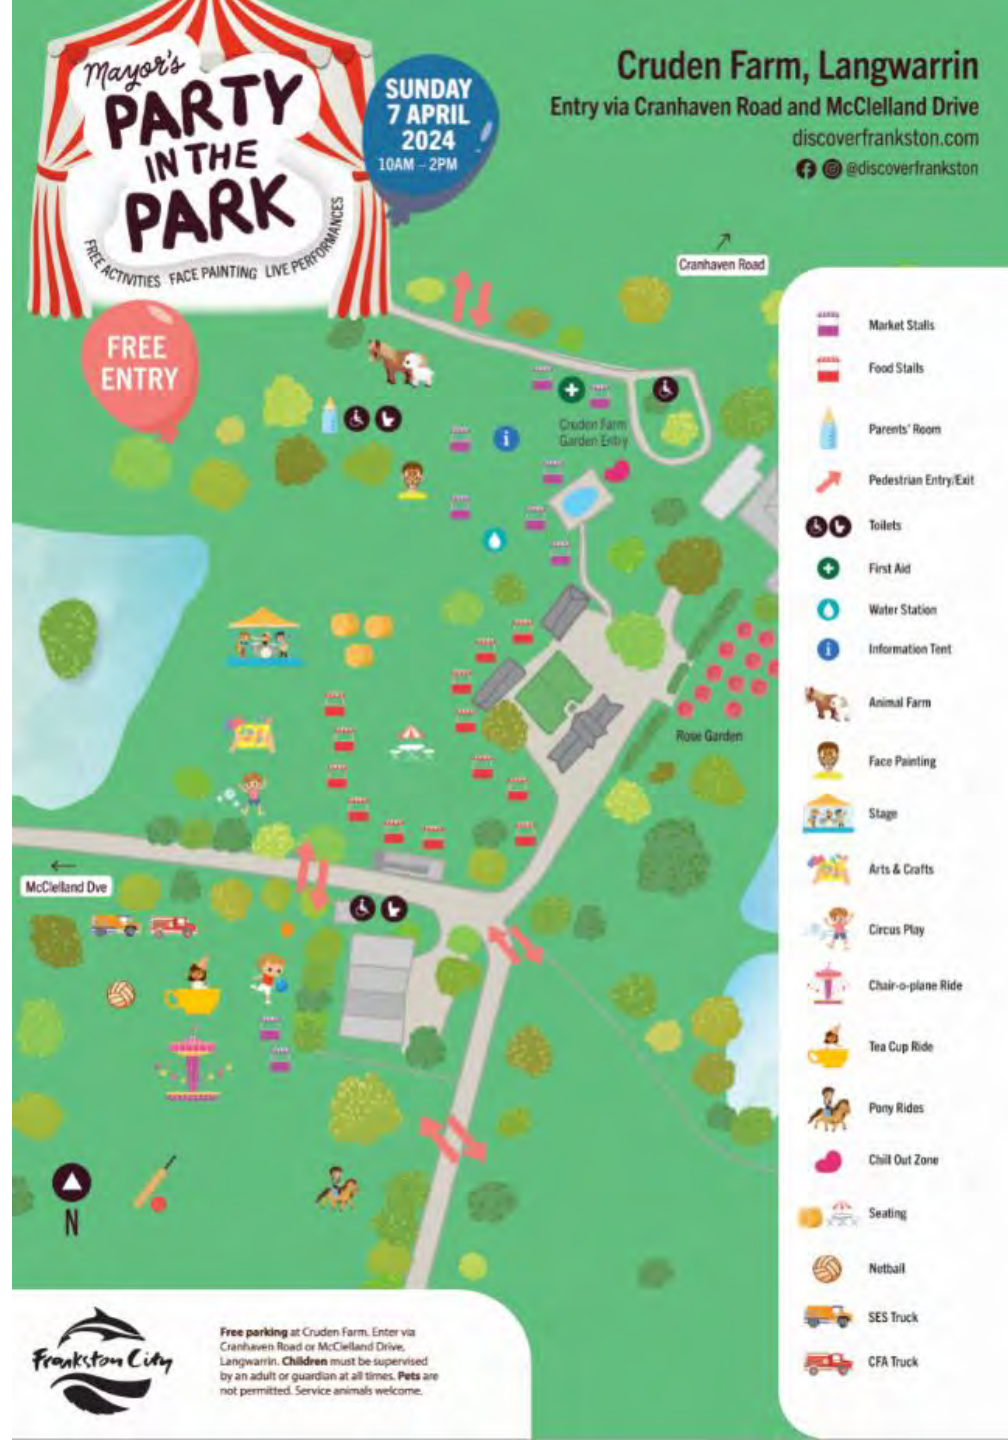 Mayor's
PARTY
IN THE
PARK
FREE ACTIVITIES FACE PAINTING LIVE PERFORMANCES
SUNDAY
7 APRIL
2024
10AM – 2PM
Cruden Farm, Langwarrin
Entry via Cranhaven Road and McClelland Drive
discoverfrankston.com
@discoverfrankston
FREE
ENTRY
Cranhaven Road
Cruden Farm
Garden Entry
Rose Garden
McClelland Dve
N
Market Stalls
Food Stalls
Parents' Room
Pedestrian Entry/Exit
Toilets
First Aid
Water Station
Information Tent
Animal Farm
Face Painting
Stage
Arts & Crafts
Circus Play
Chair-o-plane Ride
Tea Cup Ride
Pony Rides
Chill Out Zone
Seating
Netball
SES Truck
CFA Truck
Frankston City
Free parking at Cruden Farm. Enter via
Cranhaven Road or McClelland Drive,
Langwarrin. Children must be supervised
by an adult or guardian at all times. Pets are
not permitted. Service animals welcome.